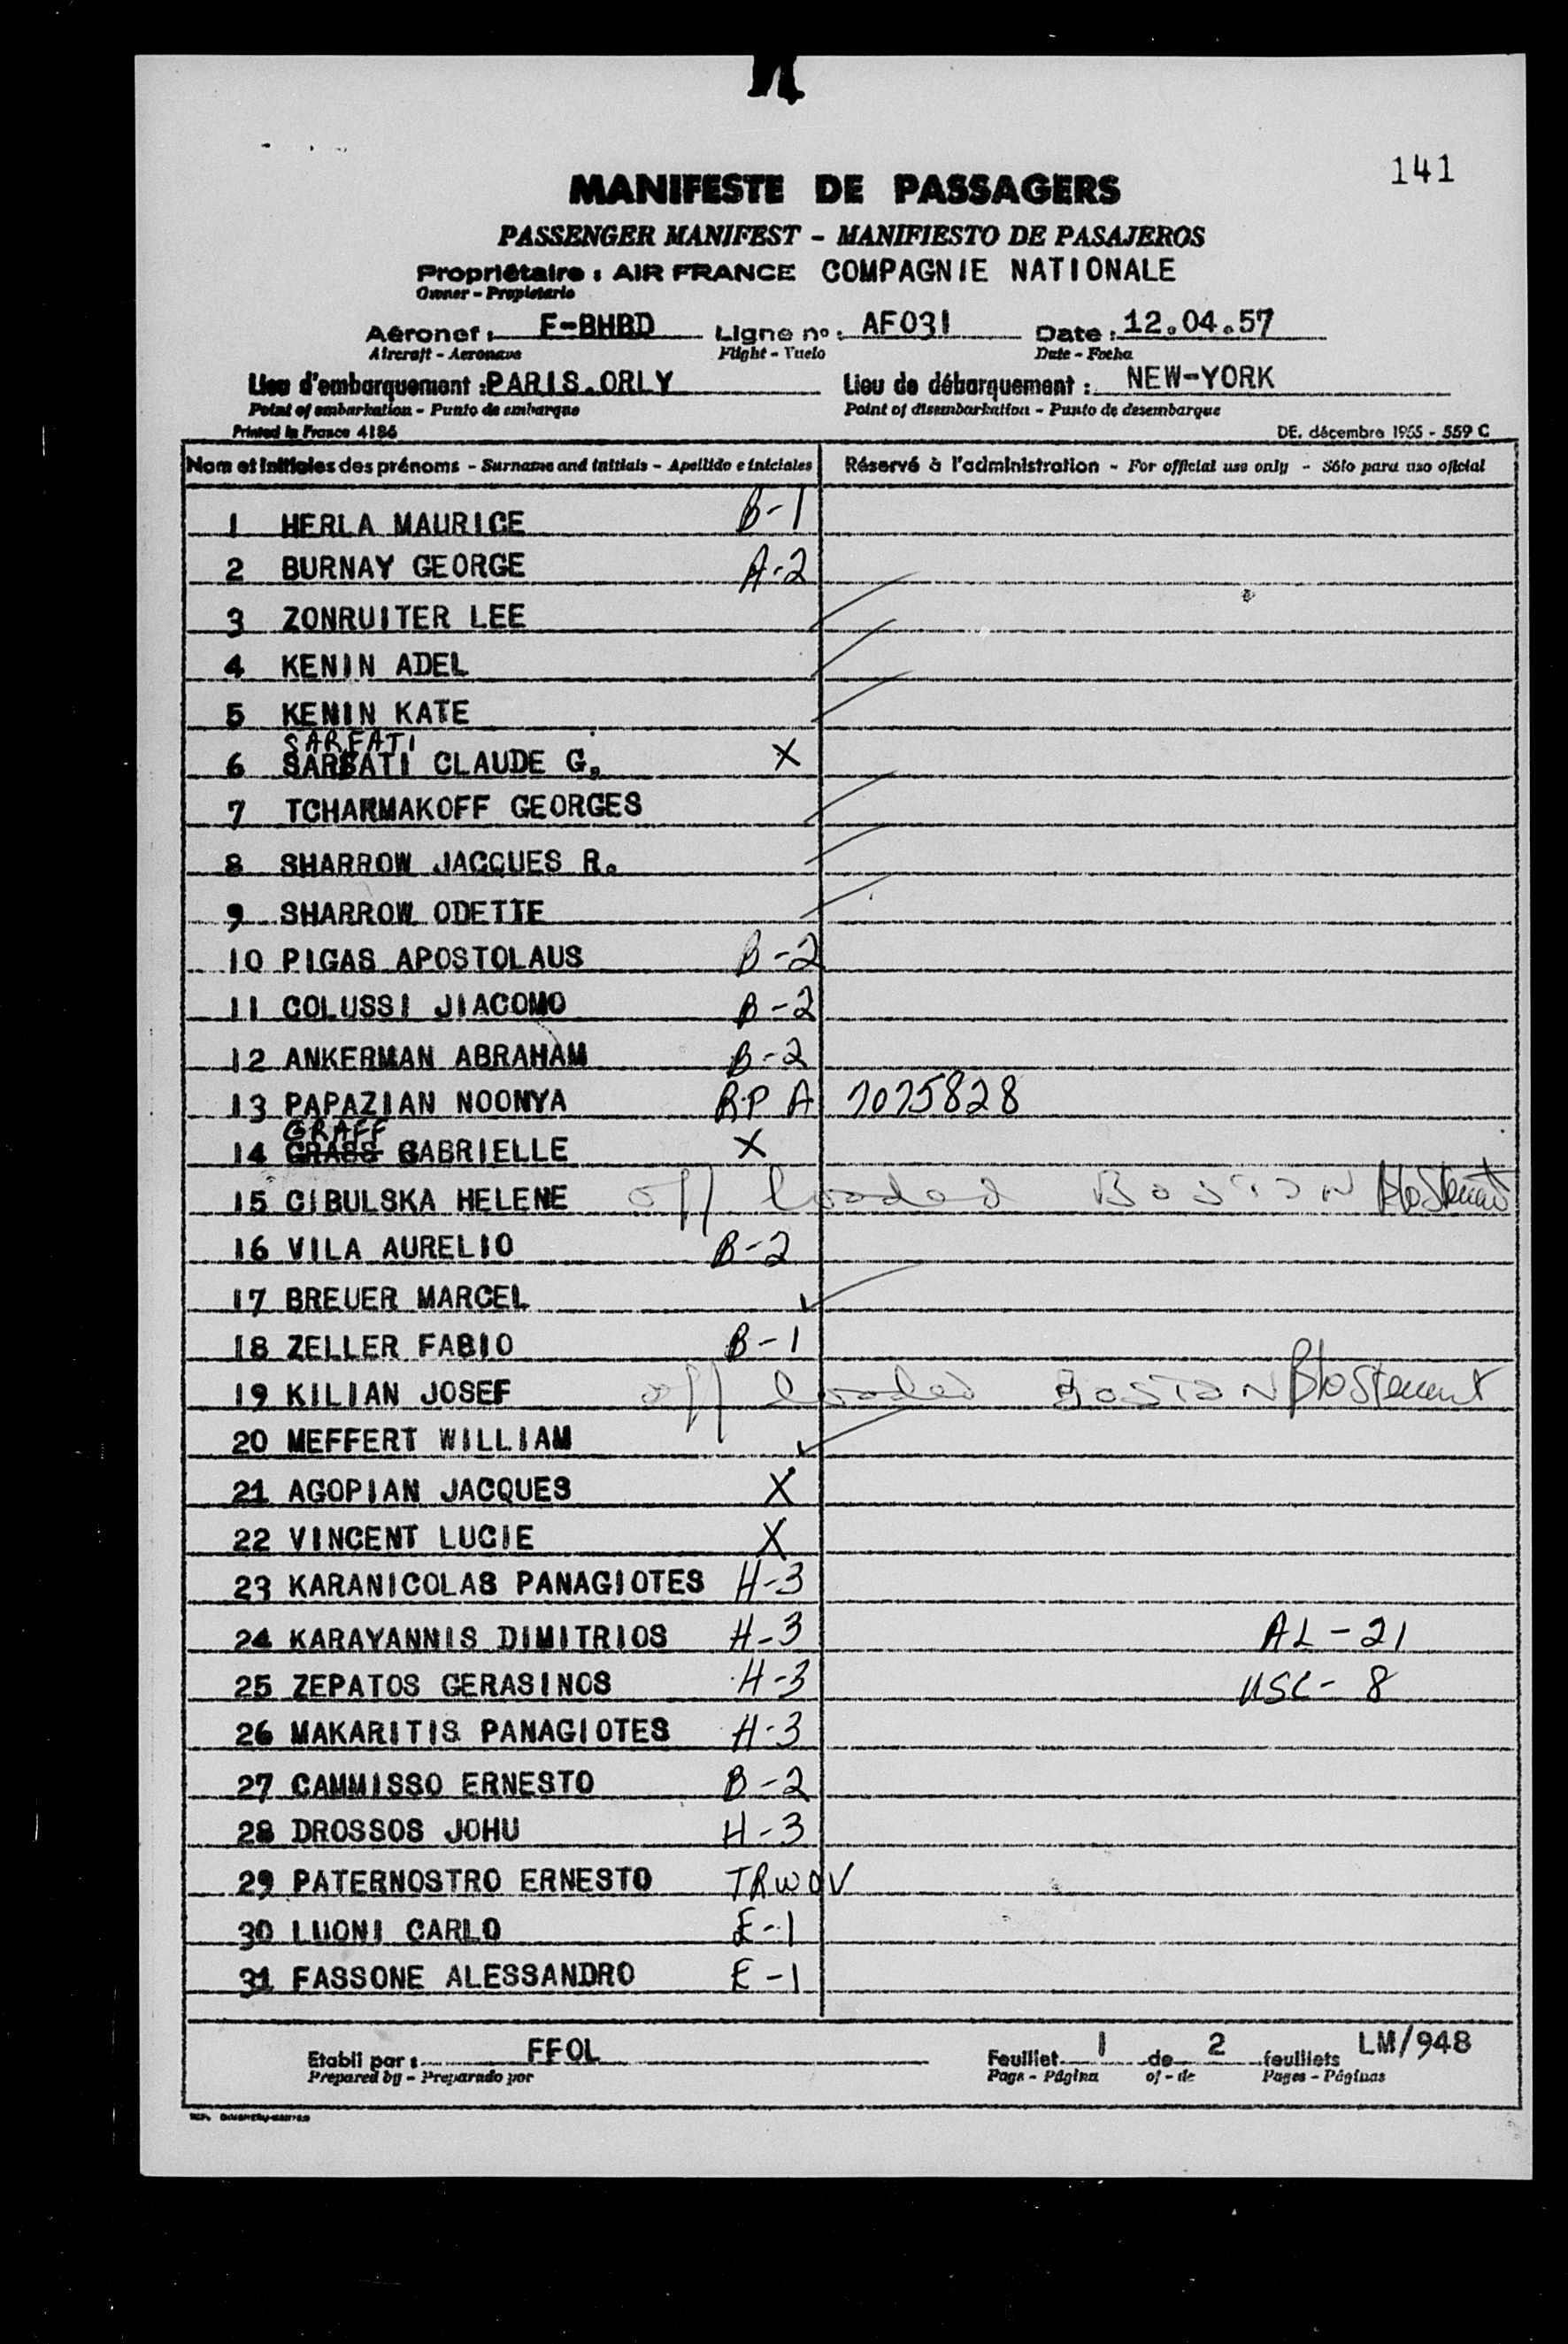 141
MANIFESTE DE PASSAGERS
PASSENGER MANIFEST - MANIFIESTO DE PASAJEROS
Propriétaire : AIR FRANCE COMPAGNIE NATIONALE
Owner - Propietario
Aéronef : F-BHBD Ligne nº : AF031 Date : 12.04.57
Aircraft - Aeronave Flight - Vuelo Date - Fecha
Lieu d'embarquement : PARIS.ORLY Lieu de débarquement : NEW-YORK
Point of embarkation - Punto de embarque Point of disembarkation - Punto de desembarque
Printed in France 4186 DE. décembre 1955 - 559 C
Nom et initiales des prénoms - Surname and initials - Apellido e iniciales Réservé à l'administration - For official use only - Sólo para uso oficial
1 HERLA MAURICE B-1
2 BURNAY GEORGE A-2
3 ZONRUITER LEE
4 KENIN ADEL
5 KENIN KATE
SARFATI
6 SARSATI CLAUDE G. X
7 TCHARMAKOFF GEORGES
8 SHARROW JACQUES R.
9 SHARROW ODETTE
10 PIGAS APOSTOLAUS B-2
11 COLUSSI JIACOMO B-2
12 ANKERMAN ABRAHAM B-2
13 PAPAZIAN NOONYA R.P A 7075828
GRAFF
14 GRASS GABRIELLE X
15 CIBULSKA HELENE off loaded BOSTON
16 VILA AURELIO B-2
17 BREUER MARCEL
18 ZELLER FABIO B-1
19 KILIAN JOSEF off loaded BOSTON
20 MEFFERT WILLIAM
21 AGOPIAN JACQUES X
22 VINCENT LUCIE X
23 KARANICOLAS PANAGIOTES H-3
24 KARAYANNIS DIMITRIOS H-3 AL-21
25 ZEPATOS GERASINOS H-3 USC-8
26 MAKARITIS PANAGIOTES H-3
27 CAMMISSO ERNESTO B-2
28 DROSSOS JOHU H-3
29 PATERNOSTRO ERNESTO TRWOV
30 LUONI CARLO E-1
31 FASSONE ALESSANDRO E-1
Etabli par : FFOL Feuillet 1 de 2 feuillets LM/948
Prepared by - Preparado por Page - Página of - de Pages - Páginas